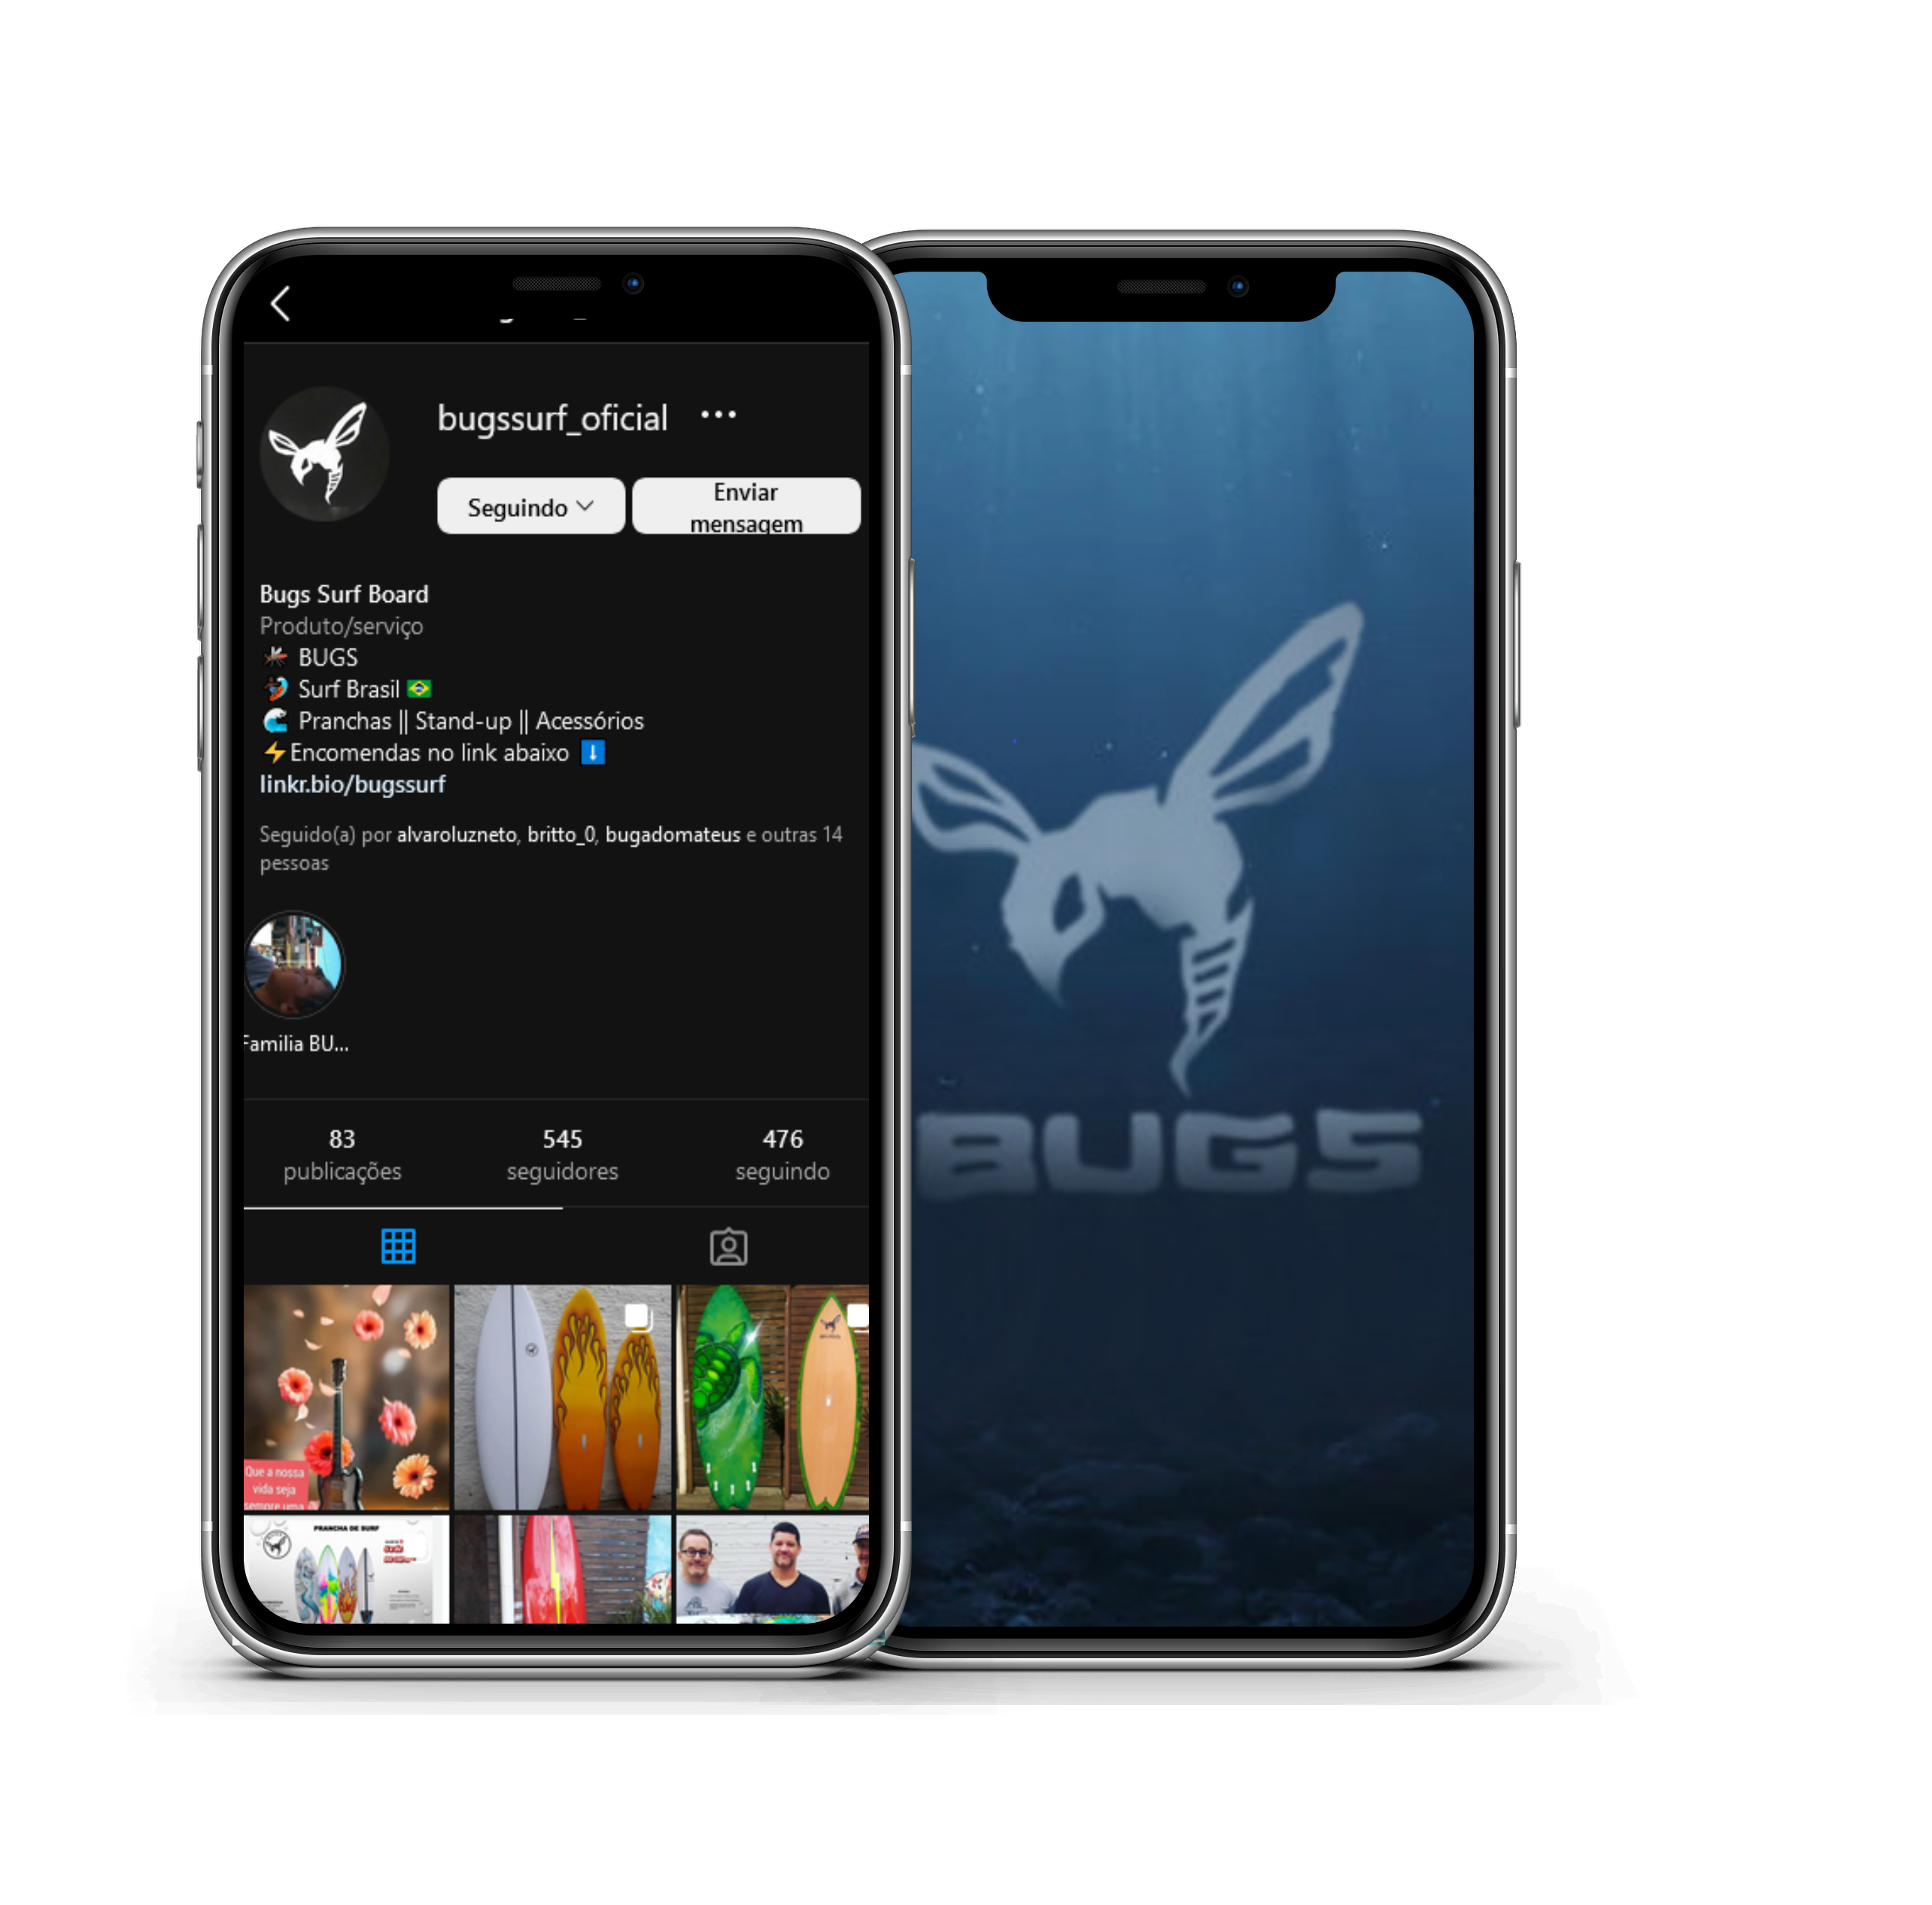 bugssurf_oficial
Seguindo
Enviar
mensagem
Bugs Surf Board
Produto/serviço
BUGS
Surf Brasil
Pranchas || Stand-up || Acessórios
Encomendas no link abaixo
linkr.bio/bugssurf
Seguido(a) por alvaroluzneto, britto_0, bugadomateus e outras 14
pessoas
Familia BU...
83
publicações
545
seguidores
476
seguindo
Que a nossa
vida seja
sempre uma
PRANCHA DE SURF
BUGS